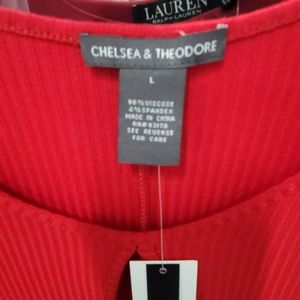 LAUREN
RALPH LAUREN
CHELSEA & THEODORE
L
96% VISCOSE
4% SPANDEX
MADE IN CHINA
SEE REVERSE
FOR CARE